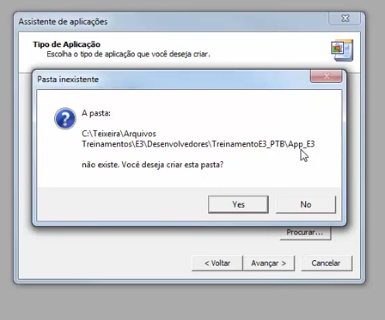 Assistente de aplicações
Tipo de Aplicação
Escolha o tipo de aplicação que você deseja criar.
Pasta inexistente
A pasta:
C:\Teixeira\Arquivos
Treinamentos\E3\Desenvolvedores\TreinamentoE3_PTB\App_E3
não existe. Você deseja criar esta pasta?
Yes
No
Procurar...
< Voltar
Avançar >
Cancelar